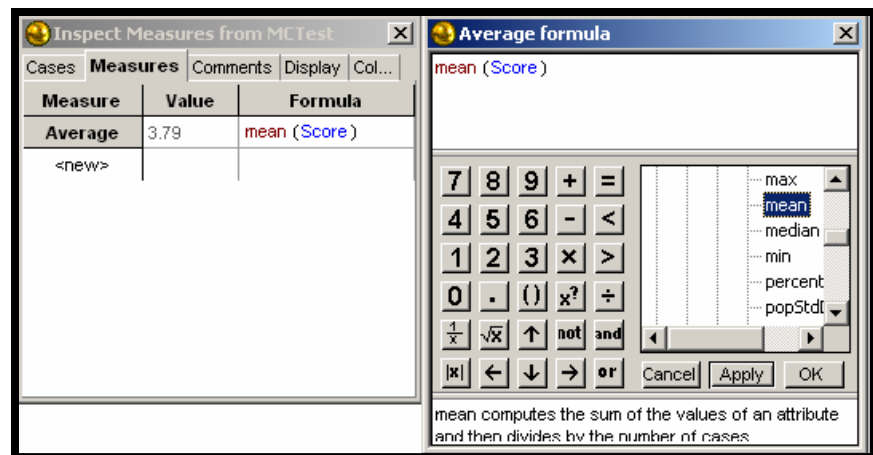 Inspect Measures from MCTest
Cases Measures Comments Display Col...
Measure Value Formula
Average 3.79 mean (Score)
<new>
Average formula
mean (Score)
7 8 9 + =
4 5 6 - <
1 2 3 × >
0 . () x? ÷
1/x √x ↑ not and
|x| ← ↓ → or
max
mean
median
min
percent
popStd
Cancel Apply OK
mean computes the sum of the values of an attribute
and then divides by the number of cases